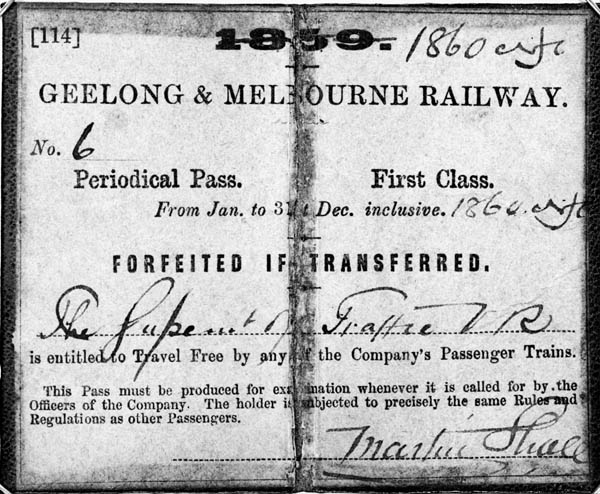 [114] 1859. 1860
GEELONG & MELBOURNE RAILWAY.
No. 6
Periodical Pass. First Class.
From Jan. to 31st Dec. inclusive. 1860.
FORFEITED IF TRANSFERRED.
The Supemt of Traffic V R
is entitled to Travel Free by any of the Company's Passenger Trains.
This Pass must be produced for examination whenever it is called for by the
Officers of the Company. The holder is subjected to precisely the same Rules and
Regulations as other Passengers.
Martin